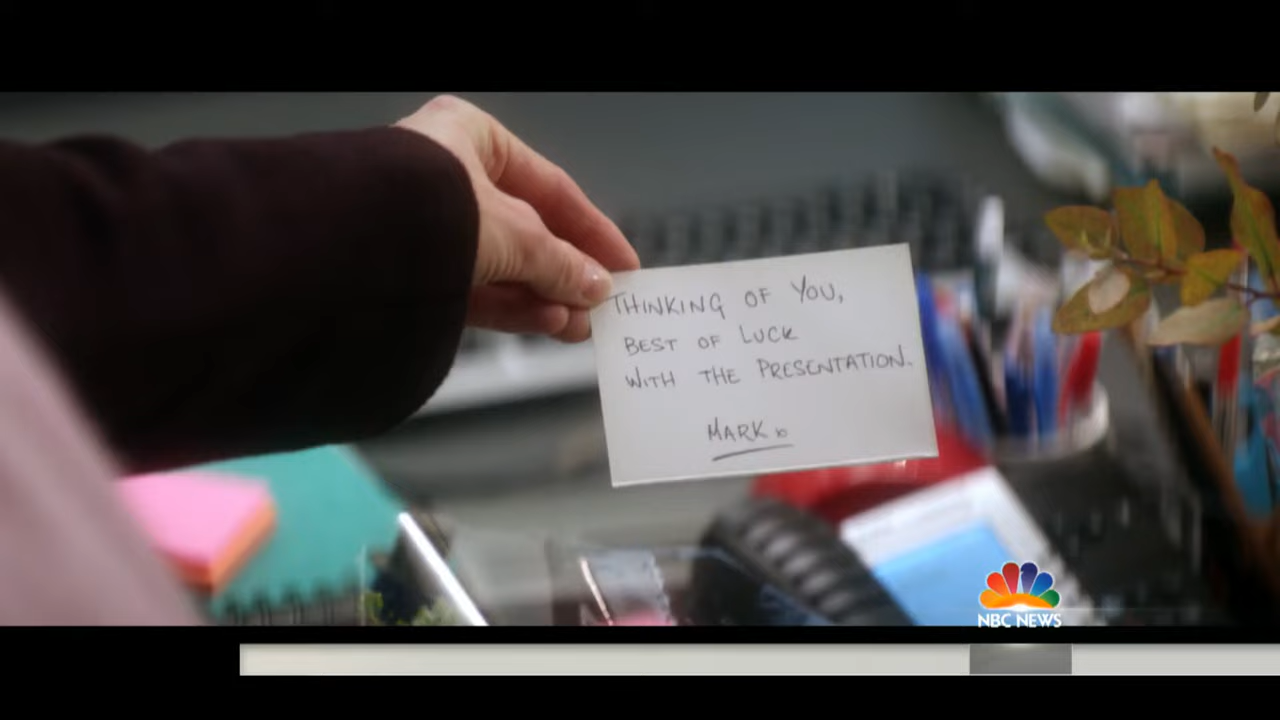 THINKING OF YOU,
BEST OF LUCK
WITH THE PRESENTATION.
MARK
NBC NEWS